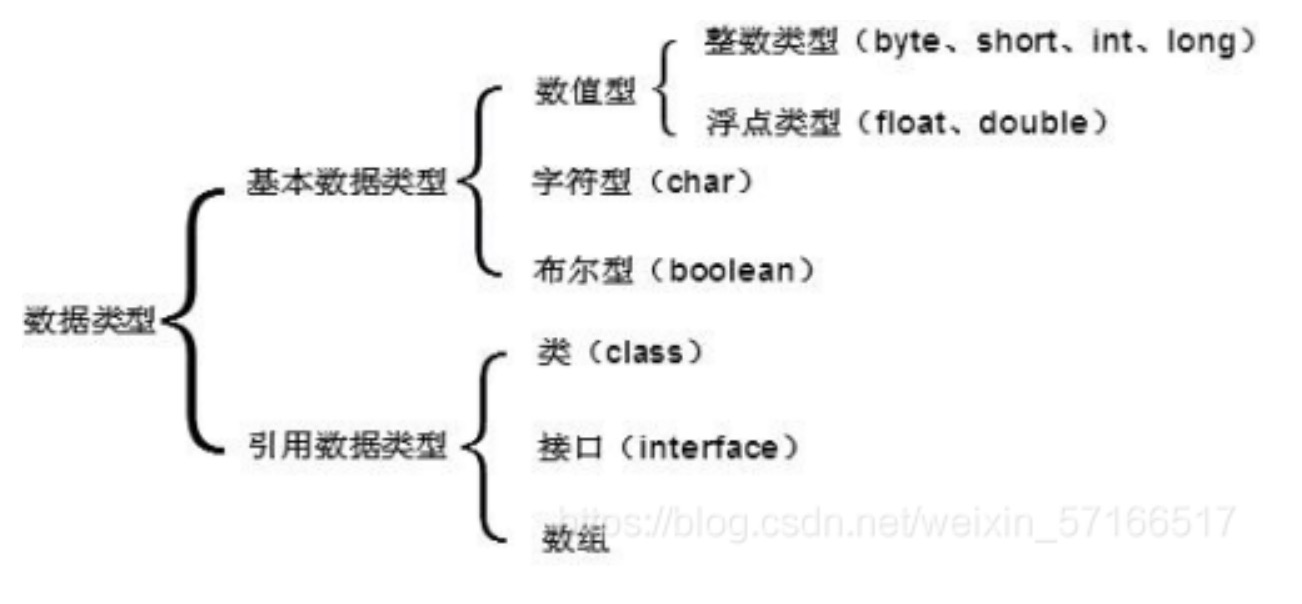 整数类型（byte、short、int、long）
数值型
浮点类型（float、double）
基本数据类型
字符型（char）
布尔型（boolean）
数据类型
类（class）
引用数据类型
接口（interface）
数组
https://blog.csdn.net/weixin_57166517